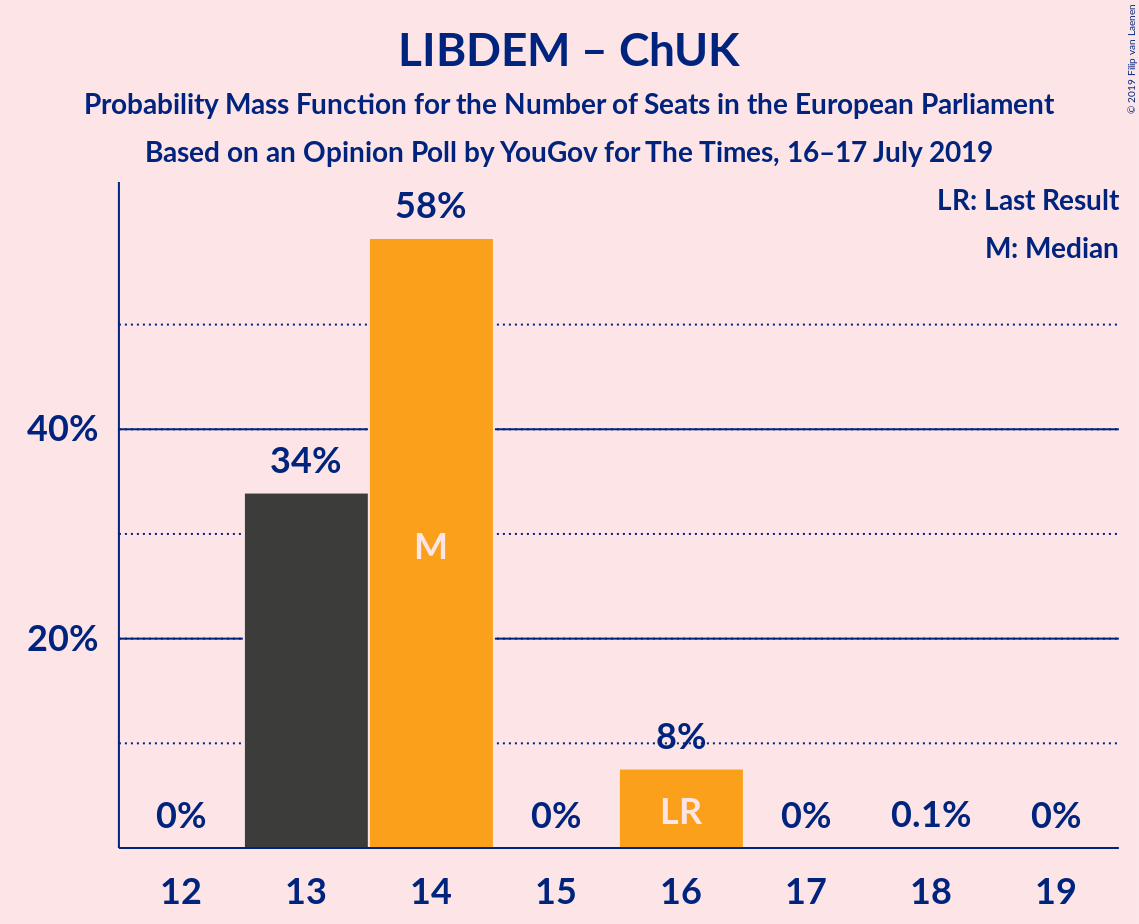 LIBDEM – ChUK
Probability Mass Function for the Number of Seats in the European Parliament
Based on an Opinion Poll by YouGov for The Times, 16–17 July 2019
© 2019 Filip van Laenen
LR: Last Result
M: Median
58%
40%
34%
M
20%
8%
0%
0%
LR
0%
0.1%
0%
12 13 14 15 16 17 18 19